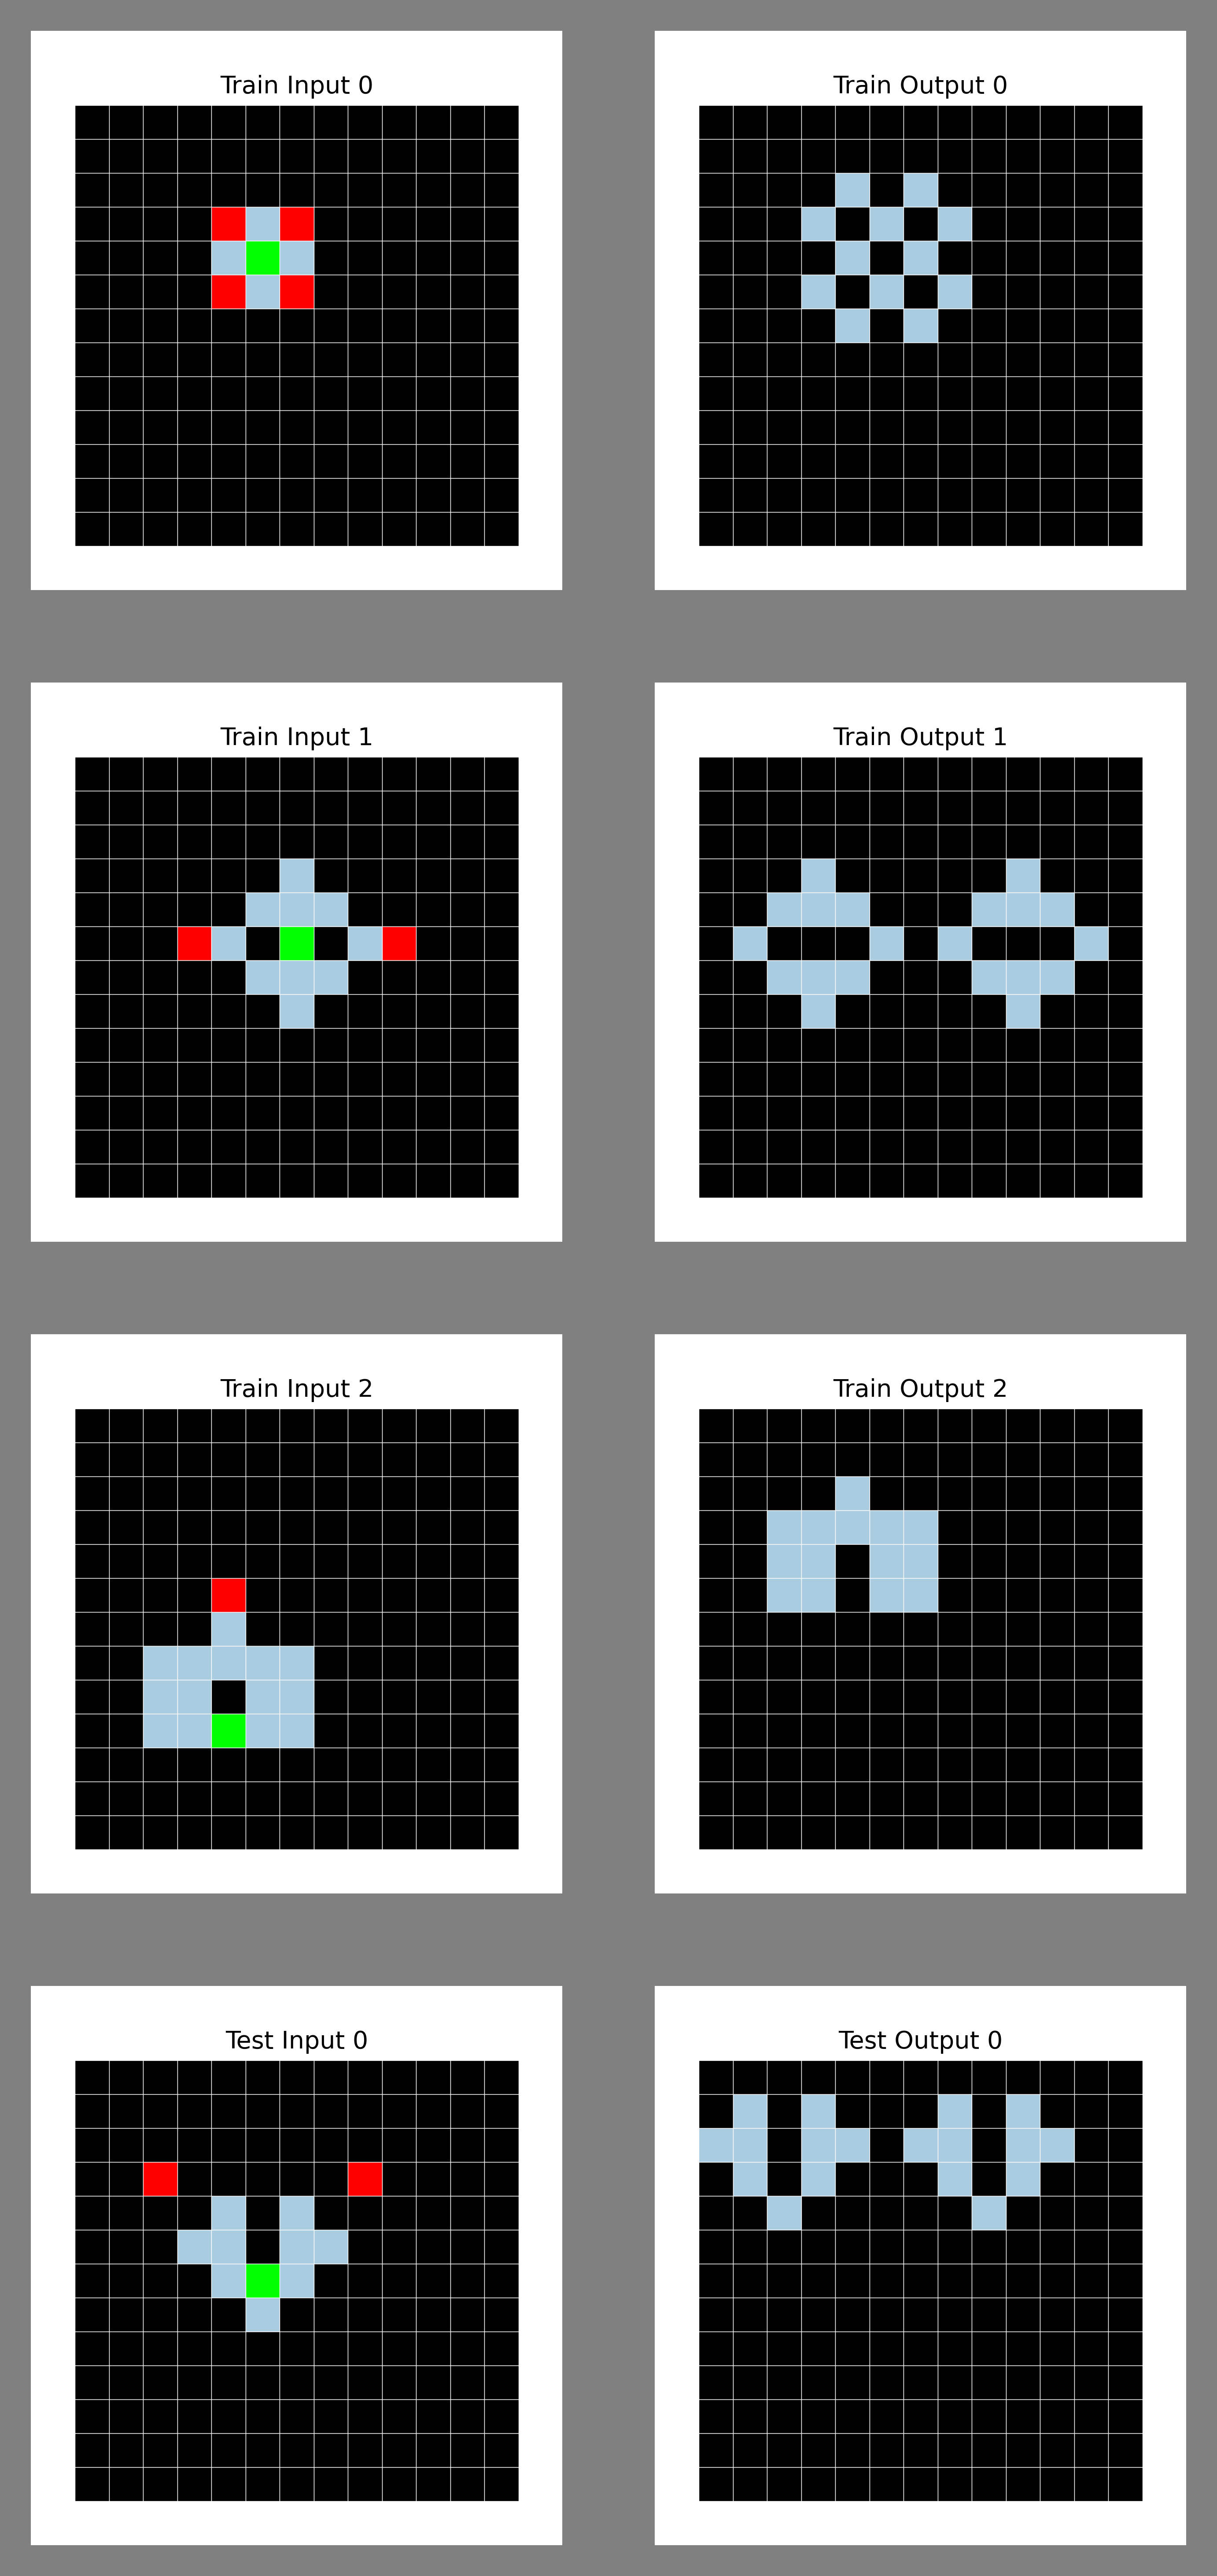 Train Input 0
Train Output 0
Train Input 1
Train Output 1
Train Input 2
Train Output 2
Test Input 0
Test Output 0